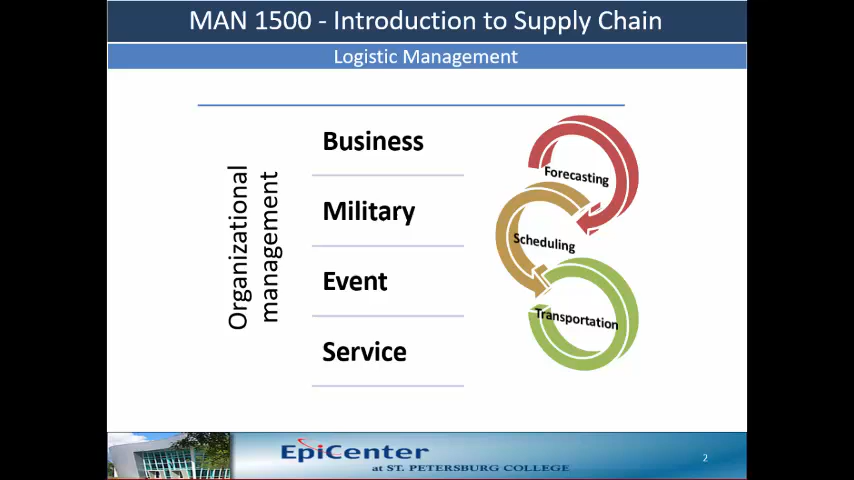 MAN 1500 - Introduction to Supply Chain
Logistic Management
Organizational
management
Business
Military
Event
Service
Forecasting
Scheduling
Transportation
EpiCenter
at ST. PETERSBURG COLLEGE
2